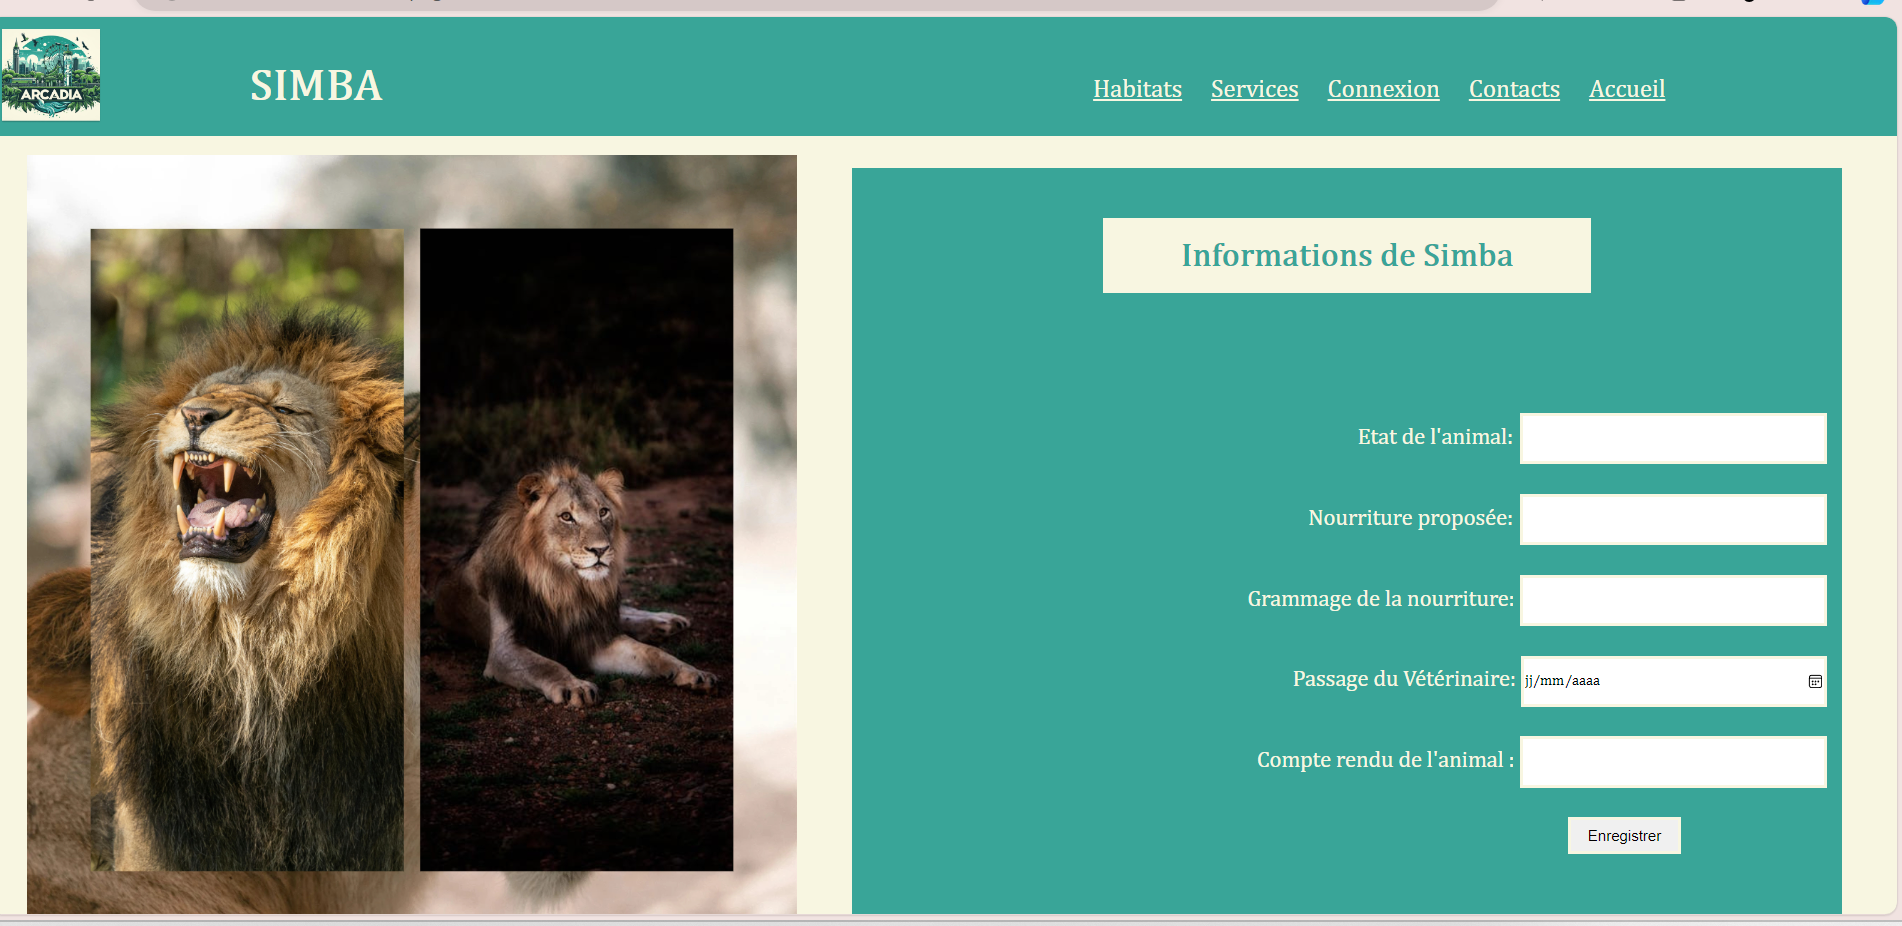 ARCADIA
SIMBA
Habitats Services Connexion Contacts Accueil
Informations de Simba
Etat de l'animal:
Nourriture proposée:
Grammage de la nourriture:
Passage du Vétérinaire: jj/mm/aaaa
Compte rendu de l'animal :
Enregistrer